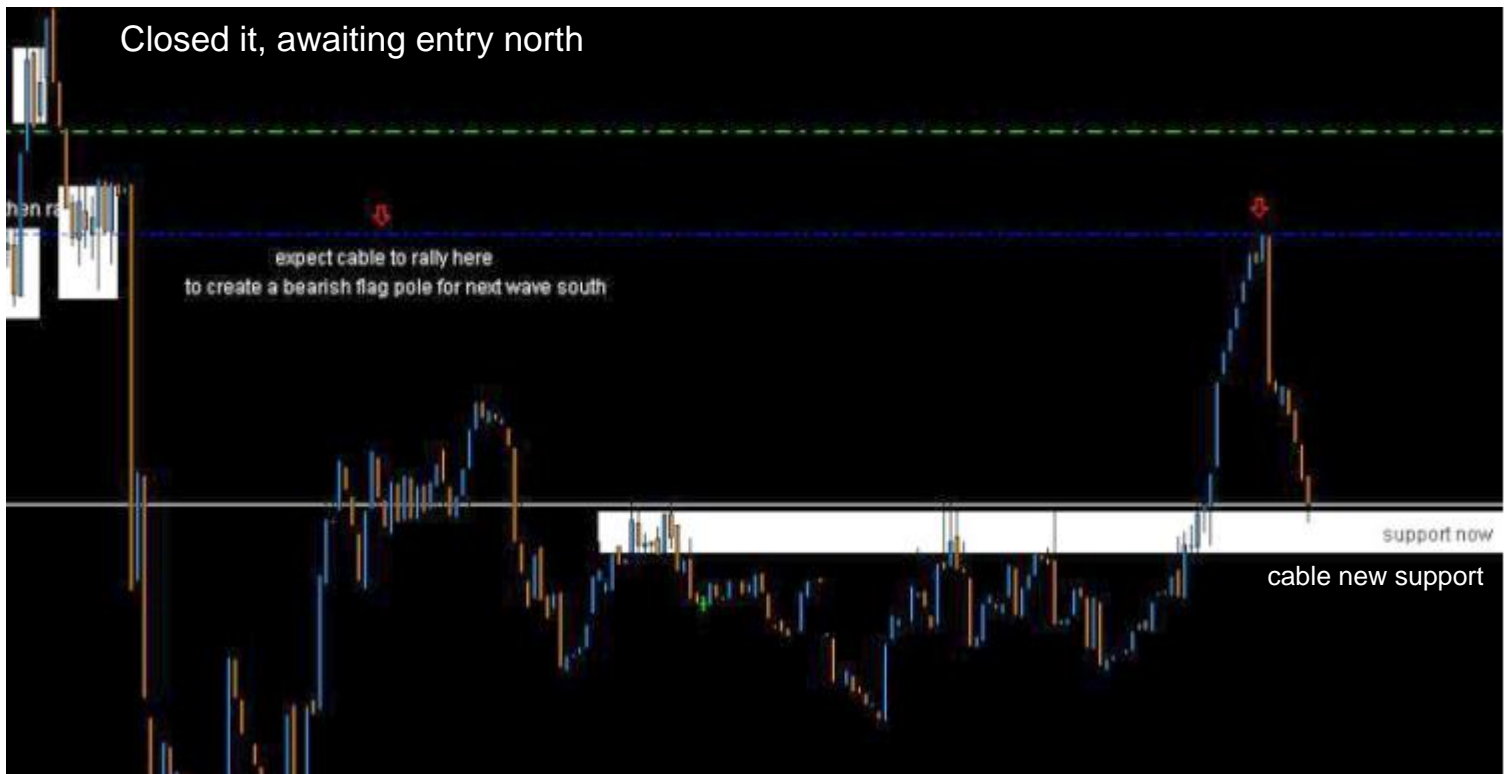 Closed it, awaiting entry north
expect cable to rally here
to create a bearish flag pole for next wave south
support now
cable new support